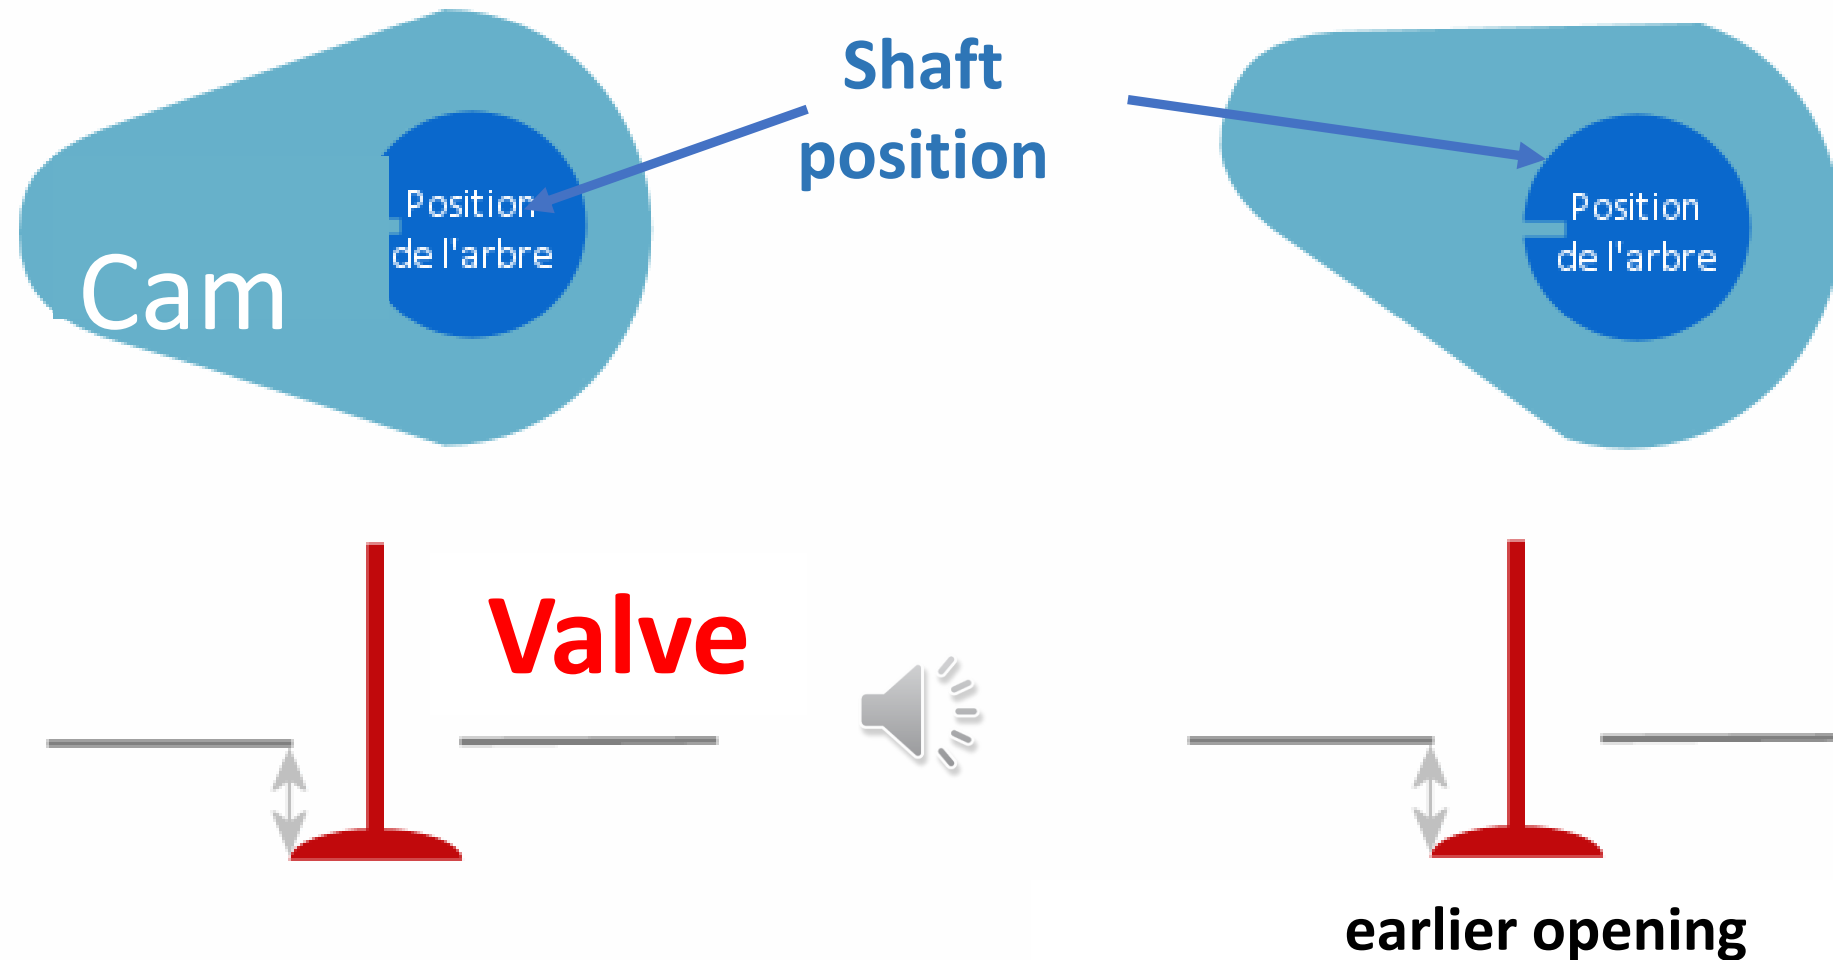 Shaft
position
Position
de l'arbre
Cam
Position
de l'arbre
Valve
earlier opening